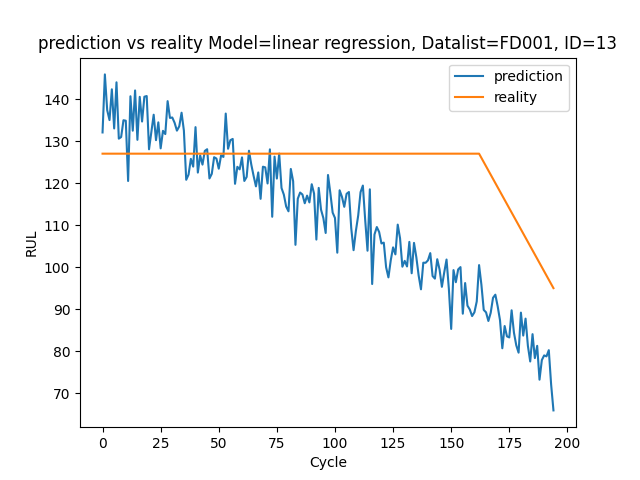 prediction vs reality Model=linear regression, Datalist=FD001, ID=13
prediction
reality
RUL
140
130
120
110
100
90
80
70
0 25 50 75 100 125 150 175 200
Cycle